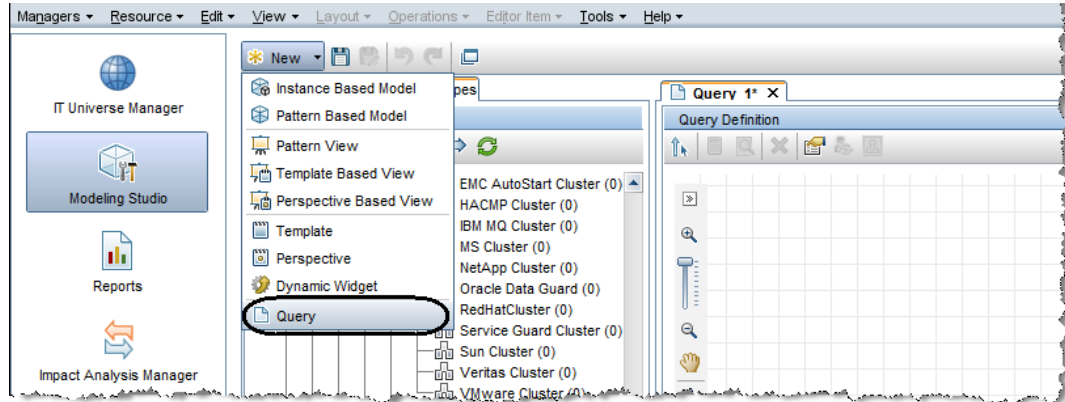 Managers Resource Edit View Layout Operations Editor Item Tools Help
New
IT Universe Manager
Modeling Studio
Reports
Impact Analysis Manager
Instance Based Model
Pattern Based Model
Pattern View
Template Based View
Perspective Based View
Template
Perspective
Dynamic Widget
Query
pes
EMC AutoStart Cluster (0)
HACMP Cluster (0)
IBM MQ Cluster (0)
MS Cluster (0)
NetApp Cluster (0)
Oracle Data Guard (0)
RedHatCluster (0)
Service Guard Cluster (0)
Sun Cluster (0)
Veritas Cluster (0)
VMware Cluster (0)
Query 1* X
Query Definition